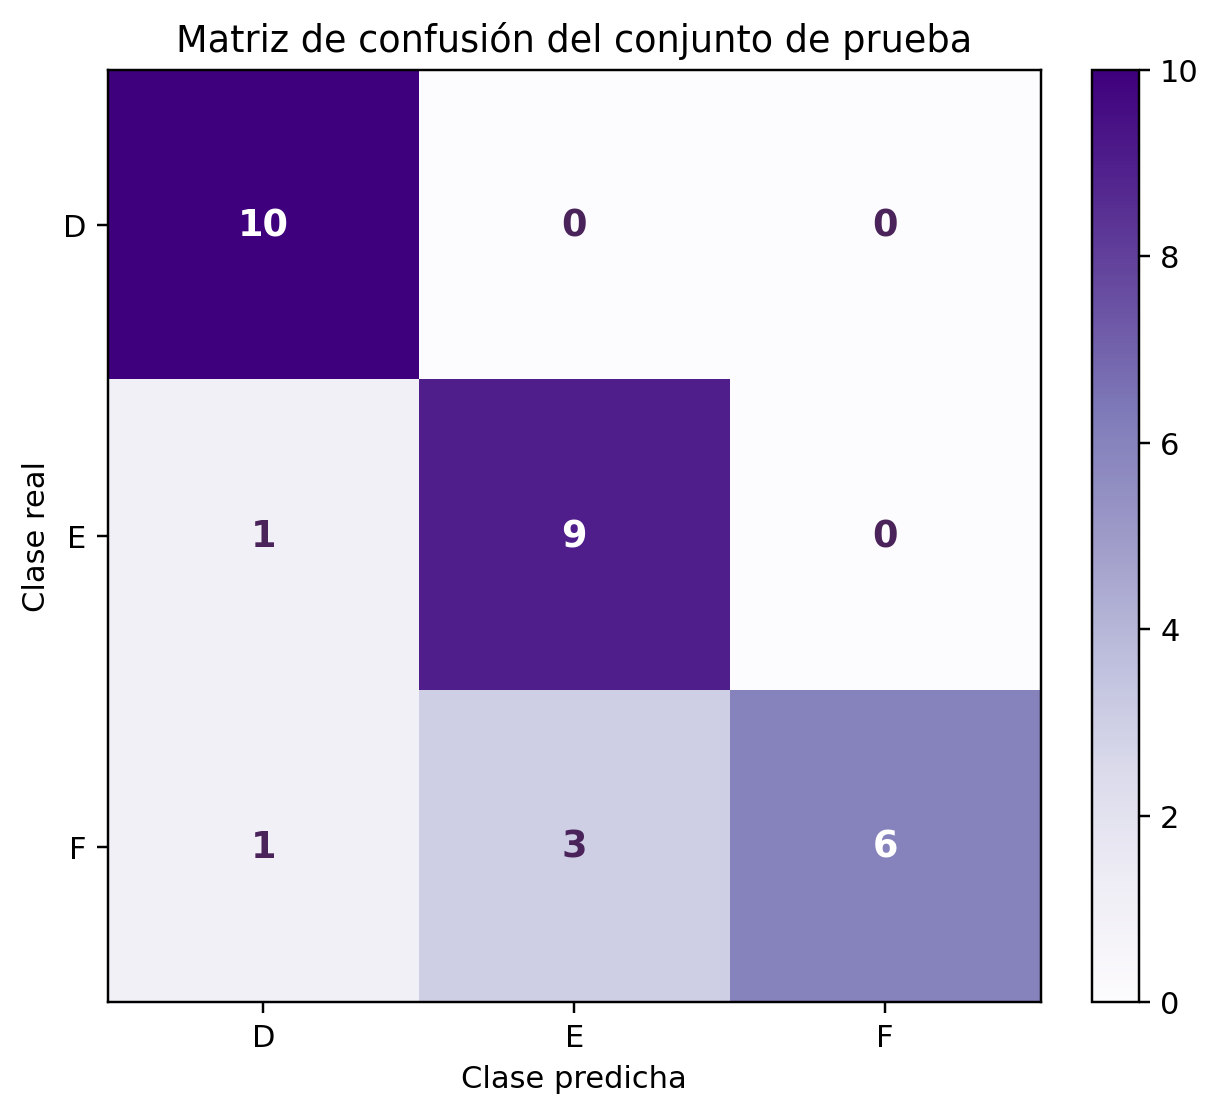 Matriz de confusión del conjunto de prueba
Clase real
D 10 0 0
E 1 9 0
F 1 3 6
D E F
Clase predicha
10
8
6
4
2
0